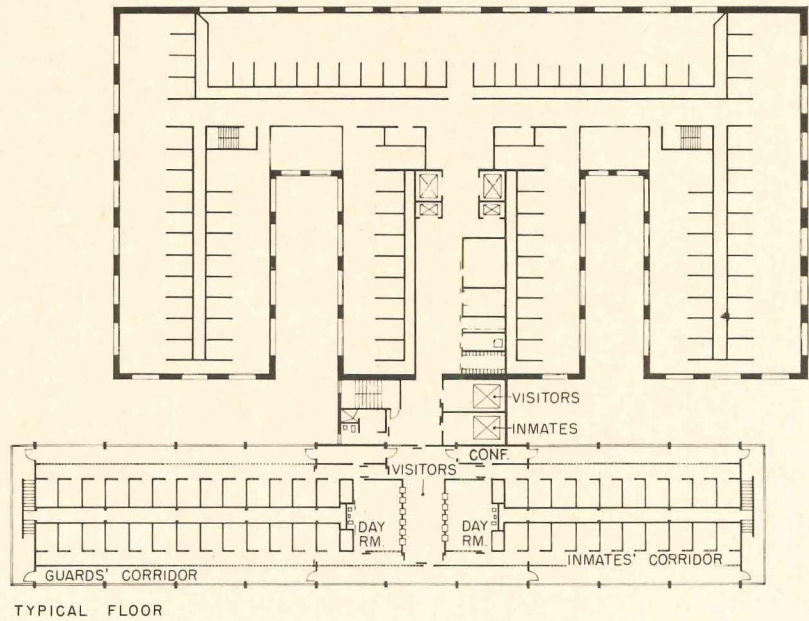 VISITORS
INMATES
CONF.
VISITORS
DAY
RM.
DAY
RM.
GUARDS' CORRIDOR
INMATES' CORRIDOR
TYPICAL FLOOR